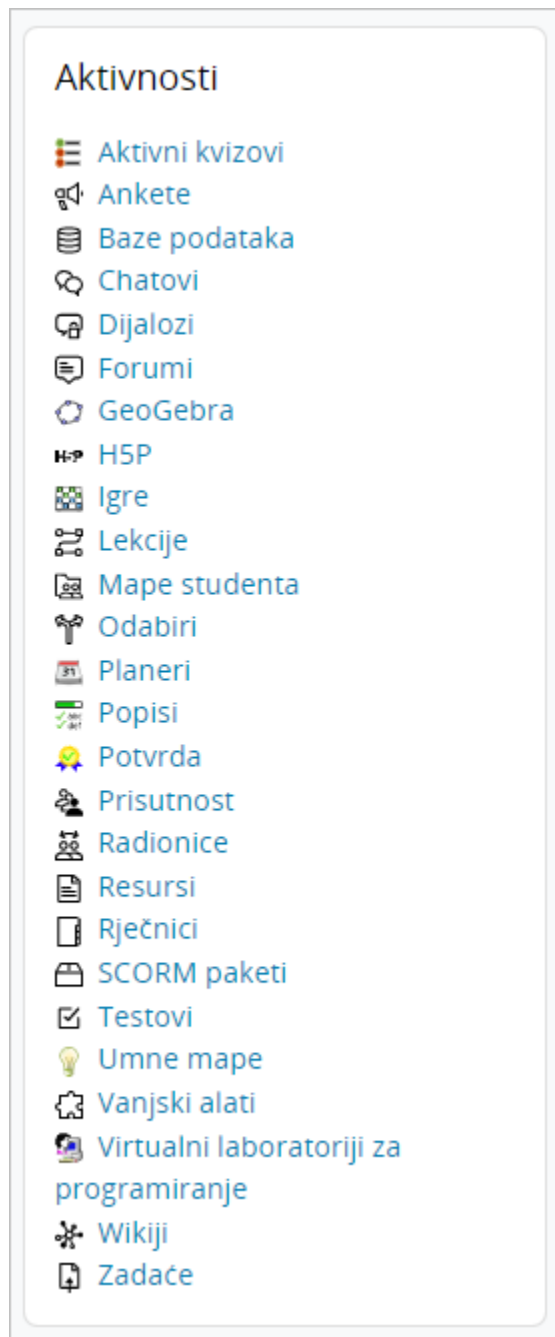 Aktivnosti
Aktivni kvizovi
Ankete
Baze podataka
Chatovi
Dijalozi
Forumi
GeoGebra
H-P H5P
Igre
Lekcije
Mape studenta
Odabiri
31 Planeri
Popisi
Potvrda
Prisutnost
Radionice
Resursi
Rječnici
SCORM paketi
Testovi
Umne mape
Vanjski alati
Virtualni laboratoriji za
programiranje
Wikiji
Zadaće